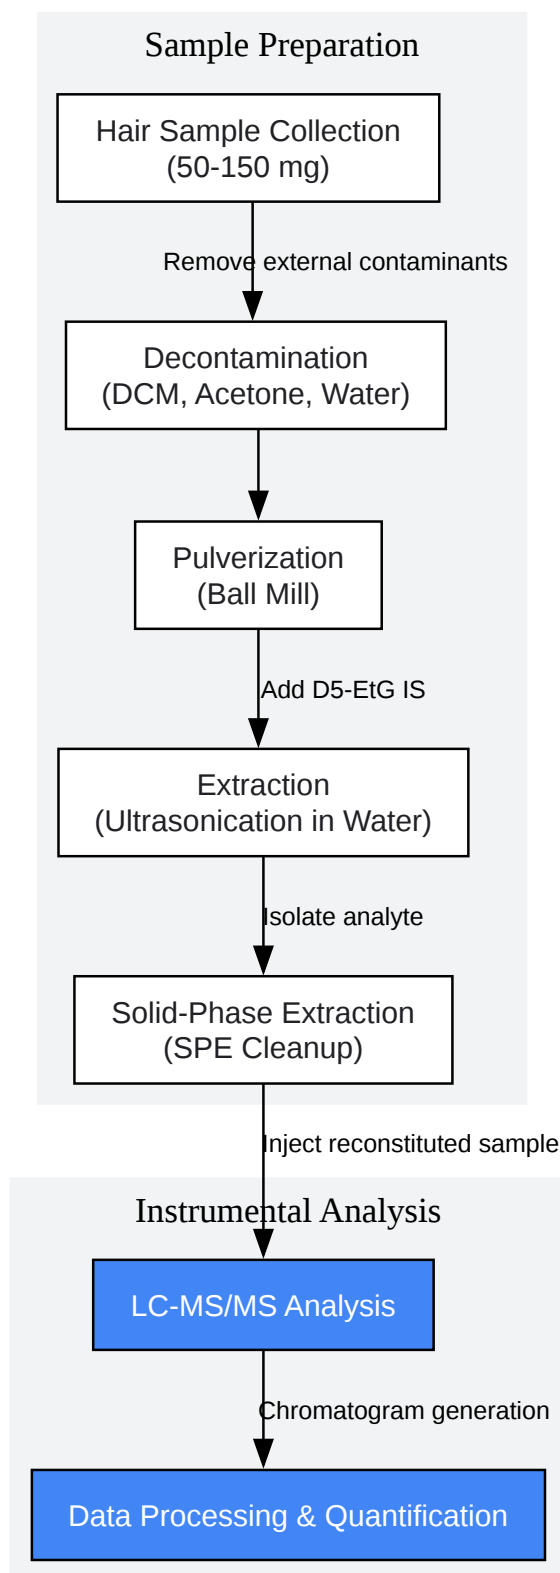 Sample Preparation
Hair Sample Collection
(50-150 mg)
Remove external contaminants
Decontamination
(DCM, Acetone, Water)
Pulverization
(Ball Mill)
Add D5-EtG IS
Extraction
(Ultrasonication in Water)
Isolate analyte
Solid-Phase Extraction
(SPE Cleanup)
Inject reconstituted sample
Instrumental Analysis
LC-MS/MS Analysis
Chromatogram generation
Data Processing & Quantification